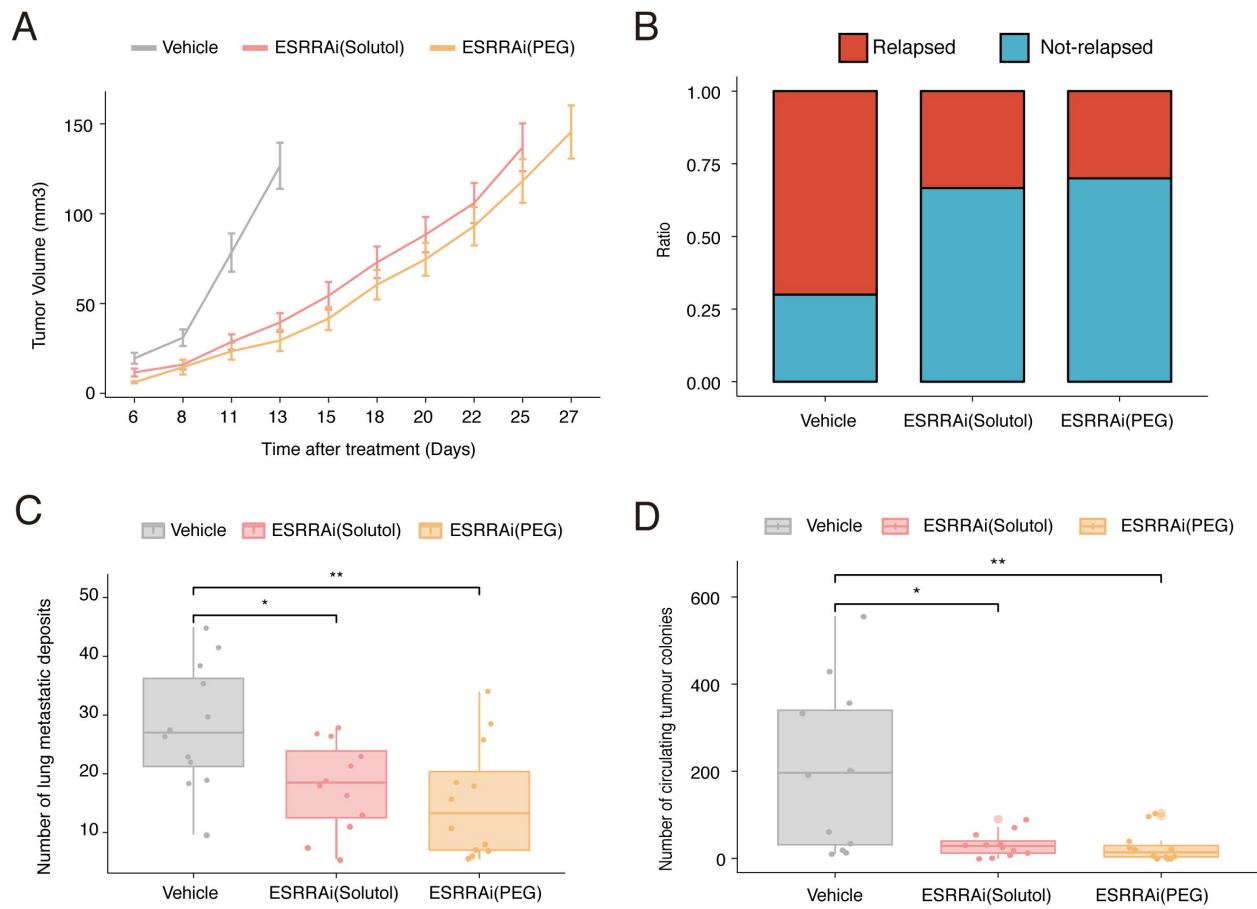 A
Vehicle ESRRAi(Solutol) ESRRAi(PEG)
Tumor Volume (mm3)
150
100
50
0
6 8 11 13 15 18 20 22 25 27
Time after treatment (Days)
B
Relapsed Not-relapsed
Ratio
1.00
0.75
0.50
0.25
0.00
Vehicle ESRRAi(Solutol) ESRRAi(PEG)
C
Vehicle ESRRAi(Solutol) ESRRAi(PEG)
Number of lung metastatic deposits
50
40
30
20
10
**
*
Vehicle ESRRAi(Solutol) ESRRAi(PEG)
D
Vehicle ESRRAi(Solutol) ESRRAi(PEG)
Number of circulating tumour colonies
600
400
200
0
**
*
Vehicle ESRRAi(Solutol) ESRRAi(PEG)